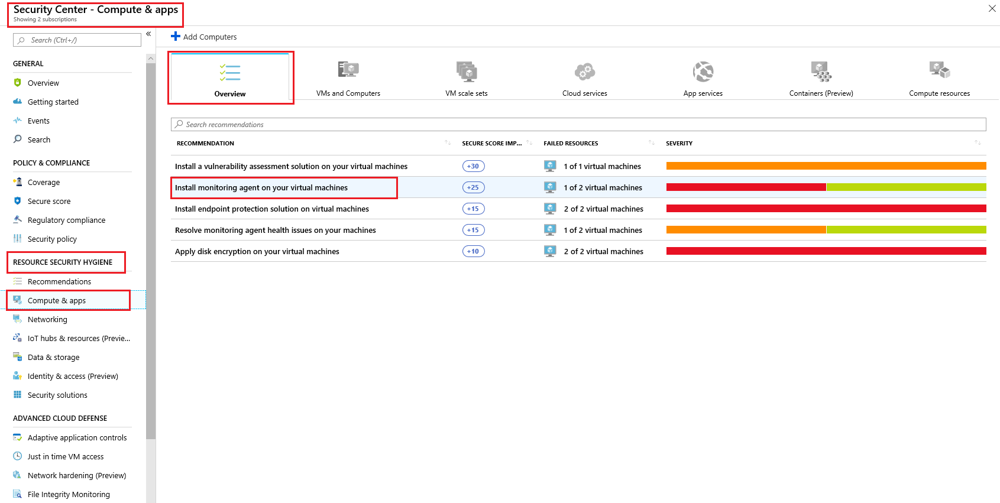 Security Center - Compute & apps
Showing 2 subscriptions
Search (Ctrl+/)
«
GENERAL
Overview
Getting started
Events
Search
POLICY & COMPLIANCE
Coverage
Secure score
Regulatory compliance
Security policy
RESOURCE SECURITY HYGIENE
Recommendations
Compute & apps
Networking
IoT hubs & resources (Previe...
Data & storage
Identity & access (Preview)
Security solutions
ADVANCED CLOUD DEFENSE
Adaptive application controls
Just in time VM access
Network hardening (Preview)
File Integrity Monitoring
Add Computers
Overview
VMs and Computers
VM scale sets
Cloud services
App services
Containers (Preview)
Compute resources
Search recommendations
RECOMMENDATION SECURE SCORE IMP... FAILED RESOURCES SEVERITY
Install a vulnerability assessment solution on your virtual machines +30 1 of 1 virtual machines
Install monitoring agent on your virtual machines +25 1 of 2 virtual machines
Install endpoint protection solution on virtual machines +15 2 of 2 virtual machines
Resolve monitoring agent health issues on your machines +15 1 of 2 virtual machines
Apply disk encryption on your virtual machines +10 2 of 2 virtual machines